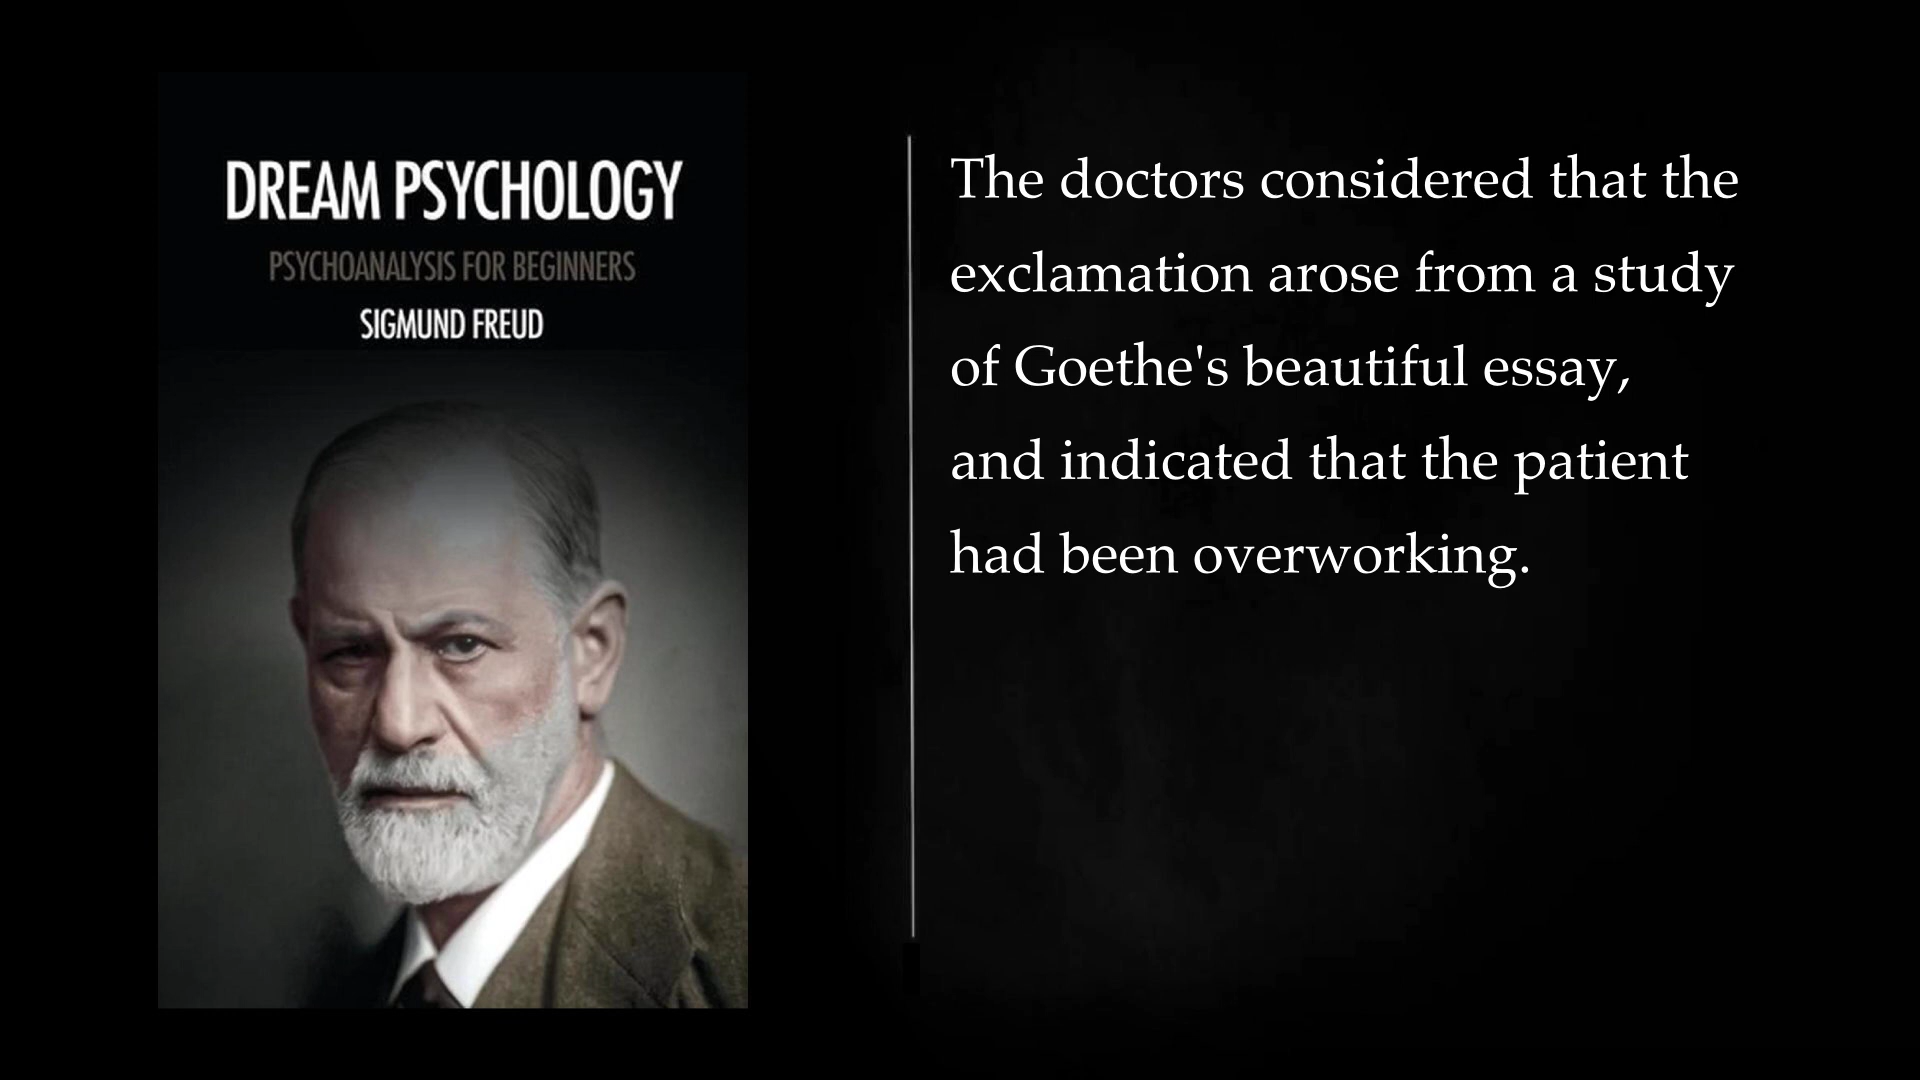 DREAM PSYCHOLOGY
PSYCHOANALYSIS FOR BEGINNERS
SIGMUND FREUD
The doctors considered that the
exclamation arose from a study
of Goethe's beautiful essay,
and indicated that the patient
had been overworking.